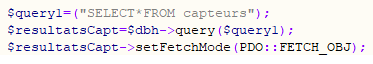 $query1=("SELECT*FROM capteurs");
$resultatsCapt=$dbh->query($query1);
$resultatsCapt->setFetchMode(PDO::FETCH_OBJ);